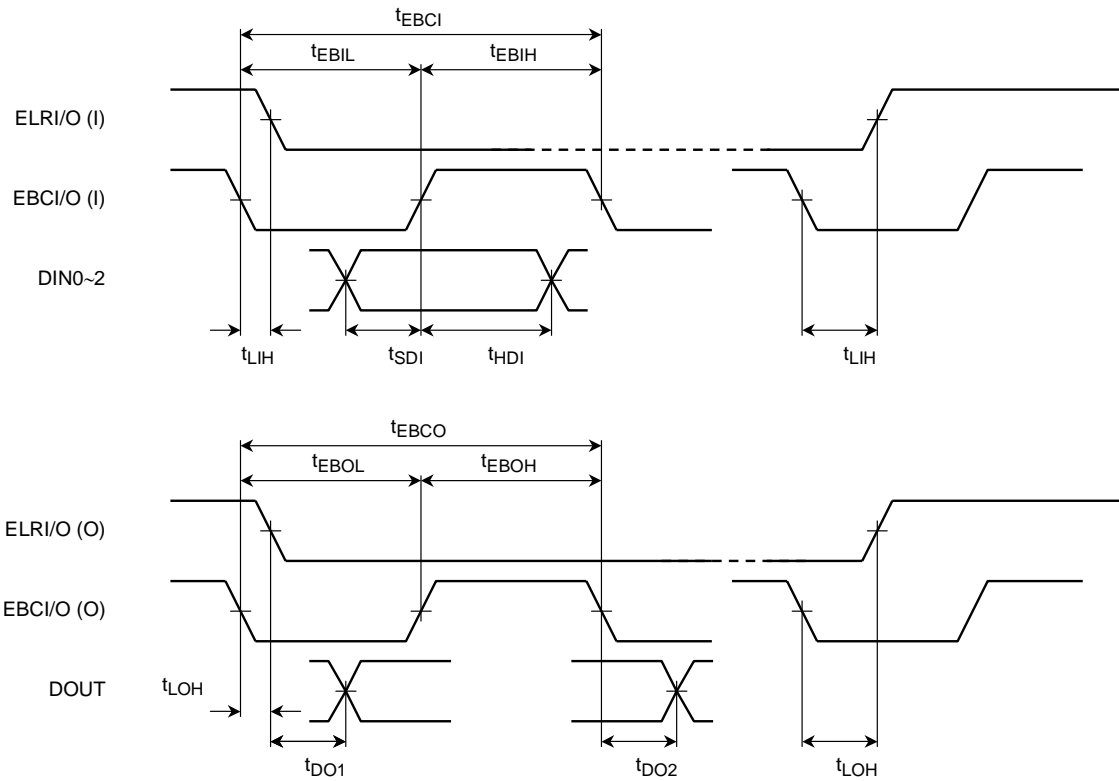 tEBCI
tEBIL tEBIH
ELRI/O (I)
EBCI/O (I)
DIN0~2
tLIH tSDI tHDI tLIH
tEBCO
tEBOL tEBOH
ELRI/O (O)
EBCI/O (O)
DOUT
tLOH
tDO1 tDO2 tLOH